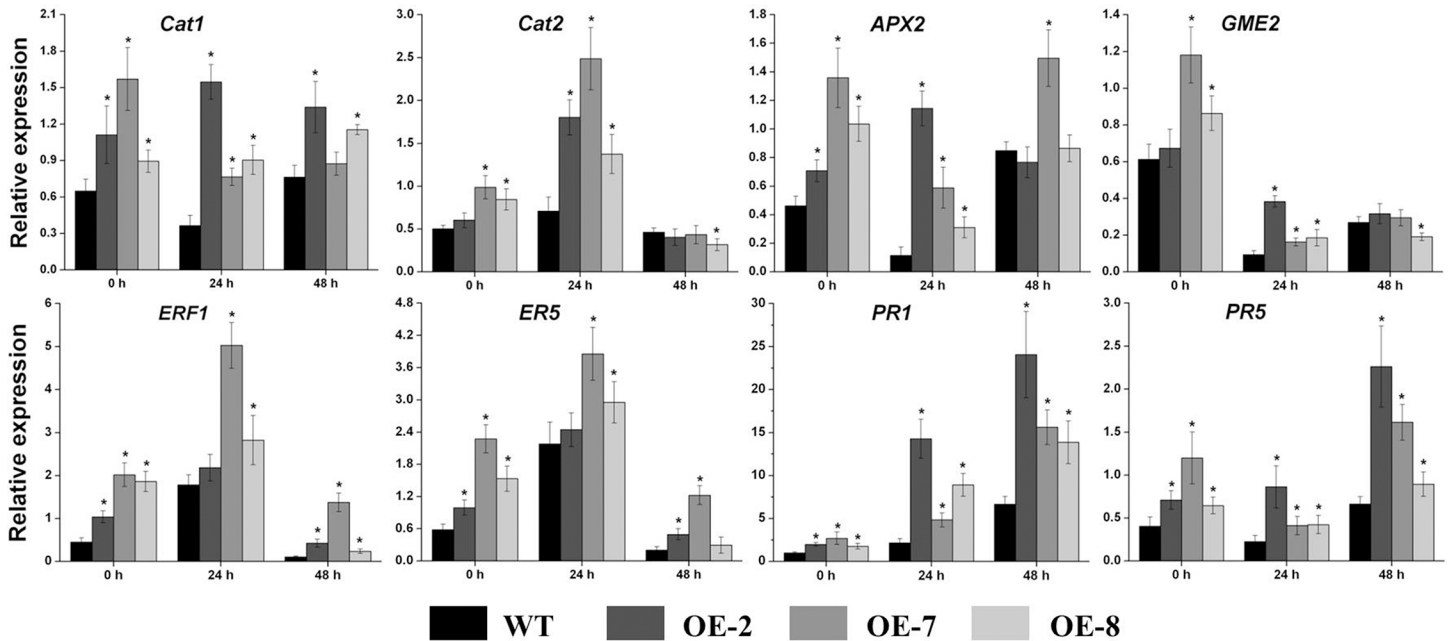 Cat1
Relative expression
2.1
1.8
1.5
1.2
0.9
0.6
0.3
0.0
* * * * * * * *
0 h 24 h 48 h
Cat2
3.0
2.5
2.0
1.5
1.0
0.5
0.0
* * * * * *
0 h 24 h 48 h
APX2
1.8
1.6
1.4
1.2
1.0
0.8
0.6
0.4
0.2
0.0
* * * * * * *
0 h 24 h 48 h
GME2
1.4
1.2
1.0
0.8
0.6
0.4
0.2
0.0
* * * * * *
0 h 24 h 48 h
ERF1
Relative expression
6
5
4
3
2
1
0
* * * * * * * *
0 h 24 h 48 h
ER5
4.8
4.2
3.6
3.0
2.4
1.8
1.2
0.6
0.0
* * * * * * *
0 h 24 h 48 h
PR1
30
25
20
15
10
5
0
* * * * * * * * *
0 h 24 h 48 h
PR5
3.0
2.5
2.0
1.5
1.0
0.5
0.0
* * * * * * * * *
0 h 24 h 48 h
WT OE-2 OE-7 OE-8